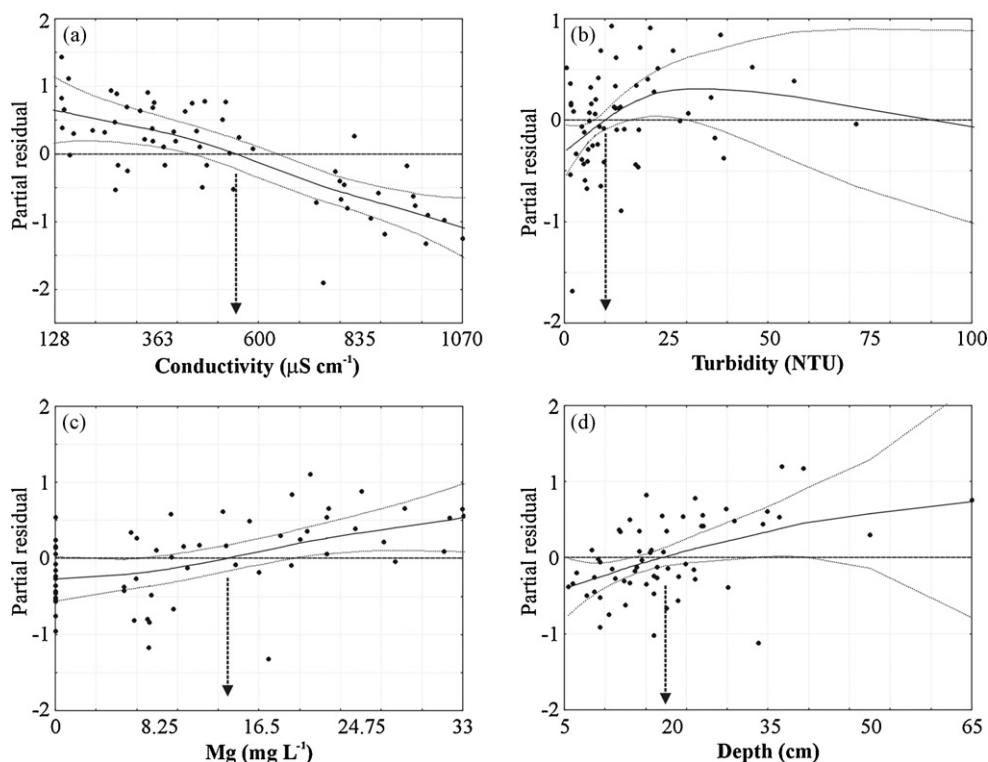 (a)
2
1
0
-1
-2
Partial residual
128 363 600 835 1070
Conductivity (μS cm⁻¹)
(b)
1
0
-1
-2
Partial residual
0 25 50 75 100
Turbidity (NTU)
(c)
2
1
0
-1
-2
Partial residual
0 8.25 16.5 24.75 33
Mg (mg L⁻¹)
(d)
2
1
0
-1
-2
Partial residual
5 20 35 50 65
Depth (cm)